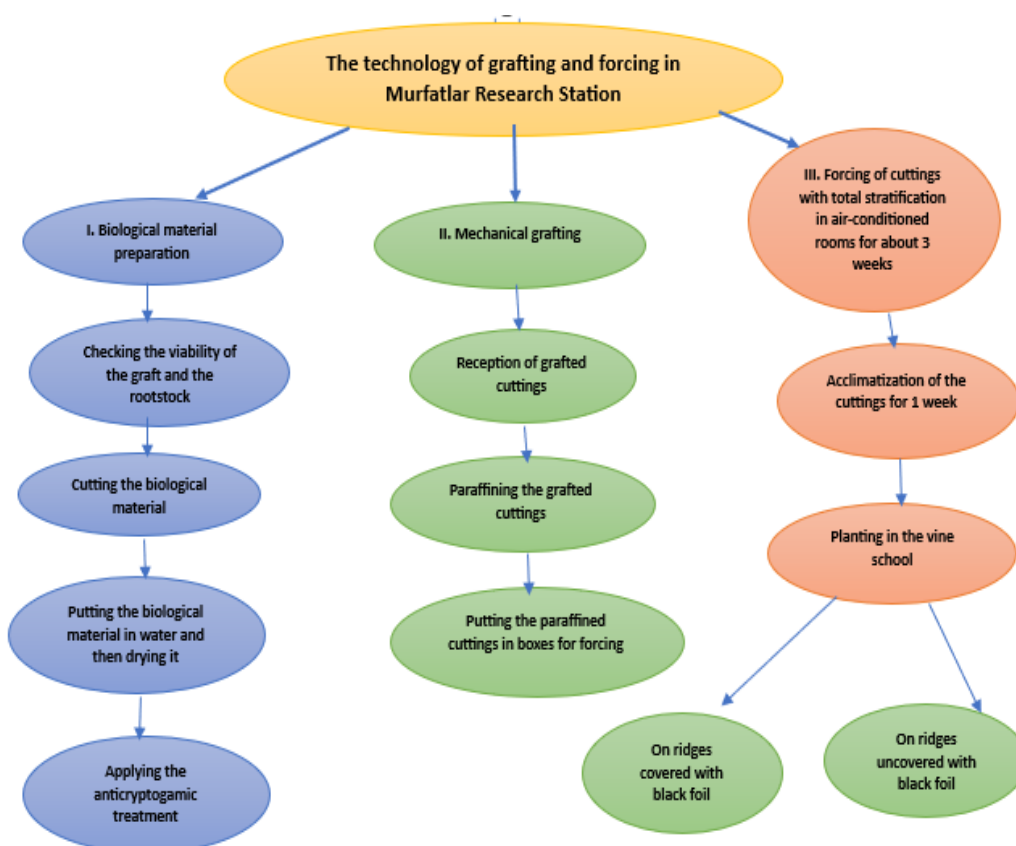 The technology of grafting and forcing in
Murfatlar Research Station
I. Biological material
preparation
Checking the viability of
the graft and the
rootstock
Cutting the biological
material
Putting the biological
material in water and
then drying it
Applying the
anticryptogamic
treatment
II. Mechanical grafting
Reception of grafted
cuttings
Paraffining the grafted
cuttings
Putting the paraffined
cuttings in boxes for forcing
III. Forcing of cuttings
with total stratification
in air-conditioned
rooms for about 3
weeks
Acclimatization of the
cuttings for 1 week
Planting in the vine
school
On ridges
covered with
black foil
On ridges
uncovered with
black foil